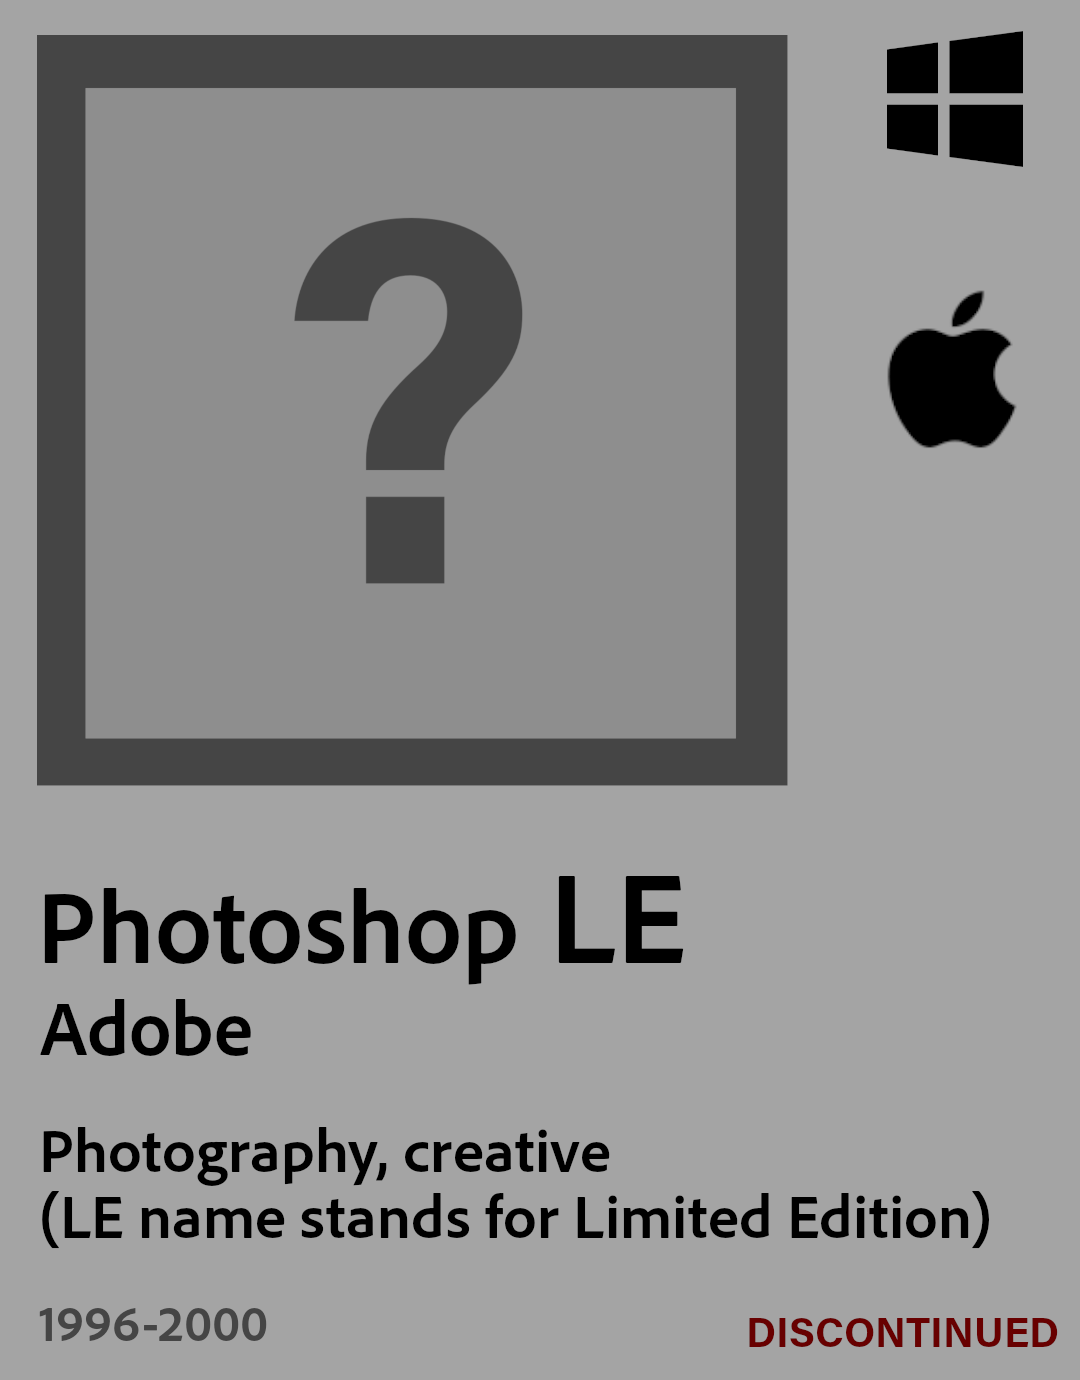 ?
Photoshop LE
Adobe
Photography, creative
(LE name stands for Limited Edition)
1996-2000
DISCONTINUED